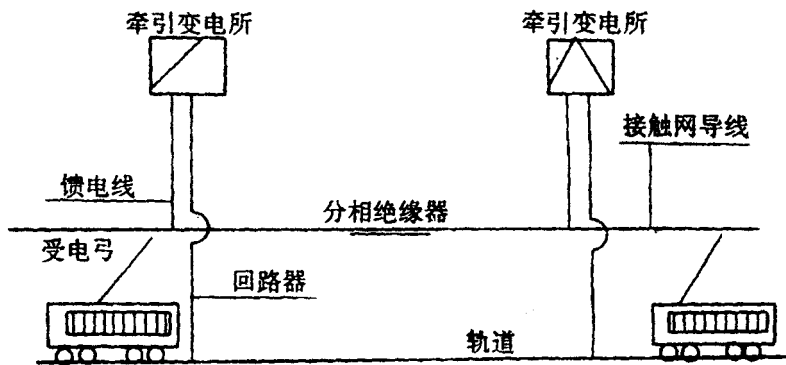 牵引变电所
牵引变电所
接触网导线
馈电线
分相绝缘器
受电弓
回路器
轨道